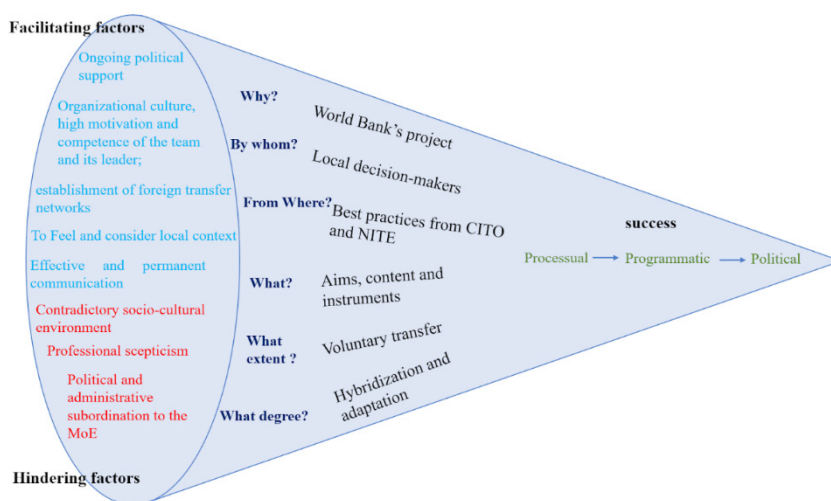 Facilitating factors
Ongoing political
support
Organizational culture,
high motivation and
competence of the team
and its leader;
establishment of foreign transfer
networks
To Feel and consider local context
Effective and permanent
communication
Contradictory socio-cultural
environment
Professional scepticism
Political and
administrative
subordination to the
MoE
Hindering factors
Why?
World Bank's project
By whom?
Local decision-makers
From Where?
Best practices from CITO
and NITE
What?
Aims, content and
instruments
What
extent ?
Voluntary transfer
What degree?
Hybridization and
adaptation
success
Processual
Programmatic
Political